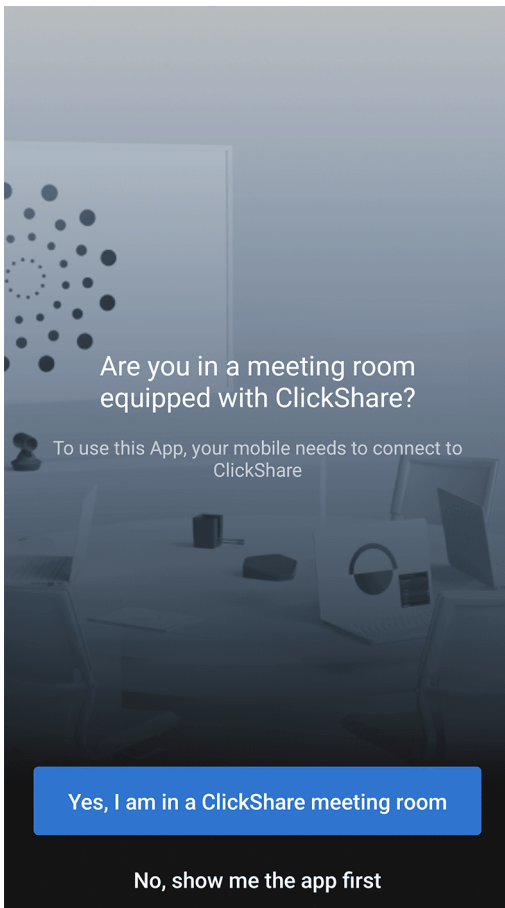 Are you in a meeting room
equipped with ClickShare?
To use this App, your mobile needs to connect to
ClickShare
Yes, I am in a ClickShare meeting room
No, show me the app first